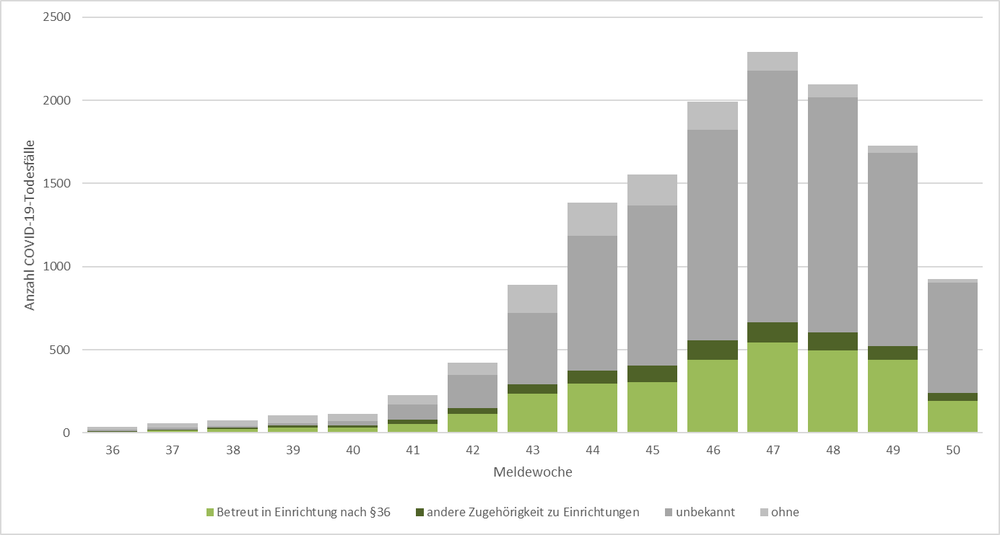 2500
2000
1500
1000
500
0
Anzahl COVID-19-Todesfälle
36 37 38 39 40 41 42 43 44 45 46 47 48 49 50
Meldewoche
Betreut in Einrichtung nach §36 andere Zugehörigkeit zu Einrichtungen unbekannt ohne